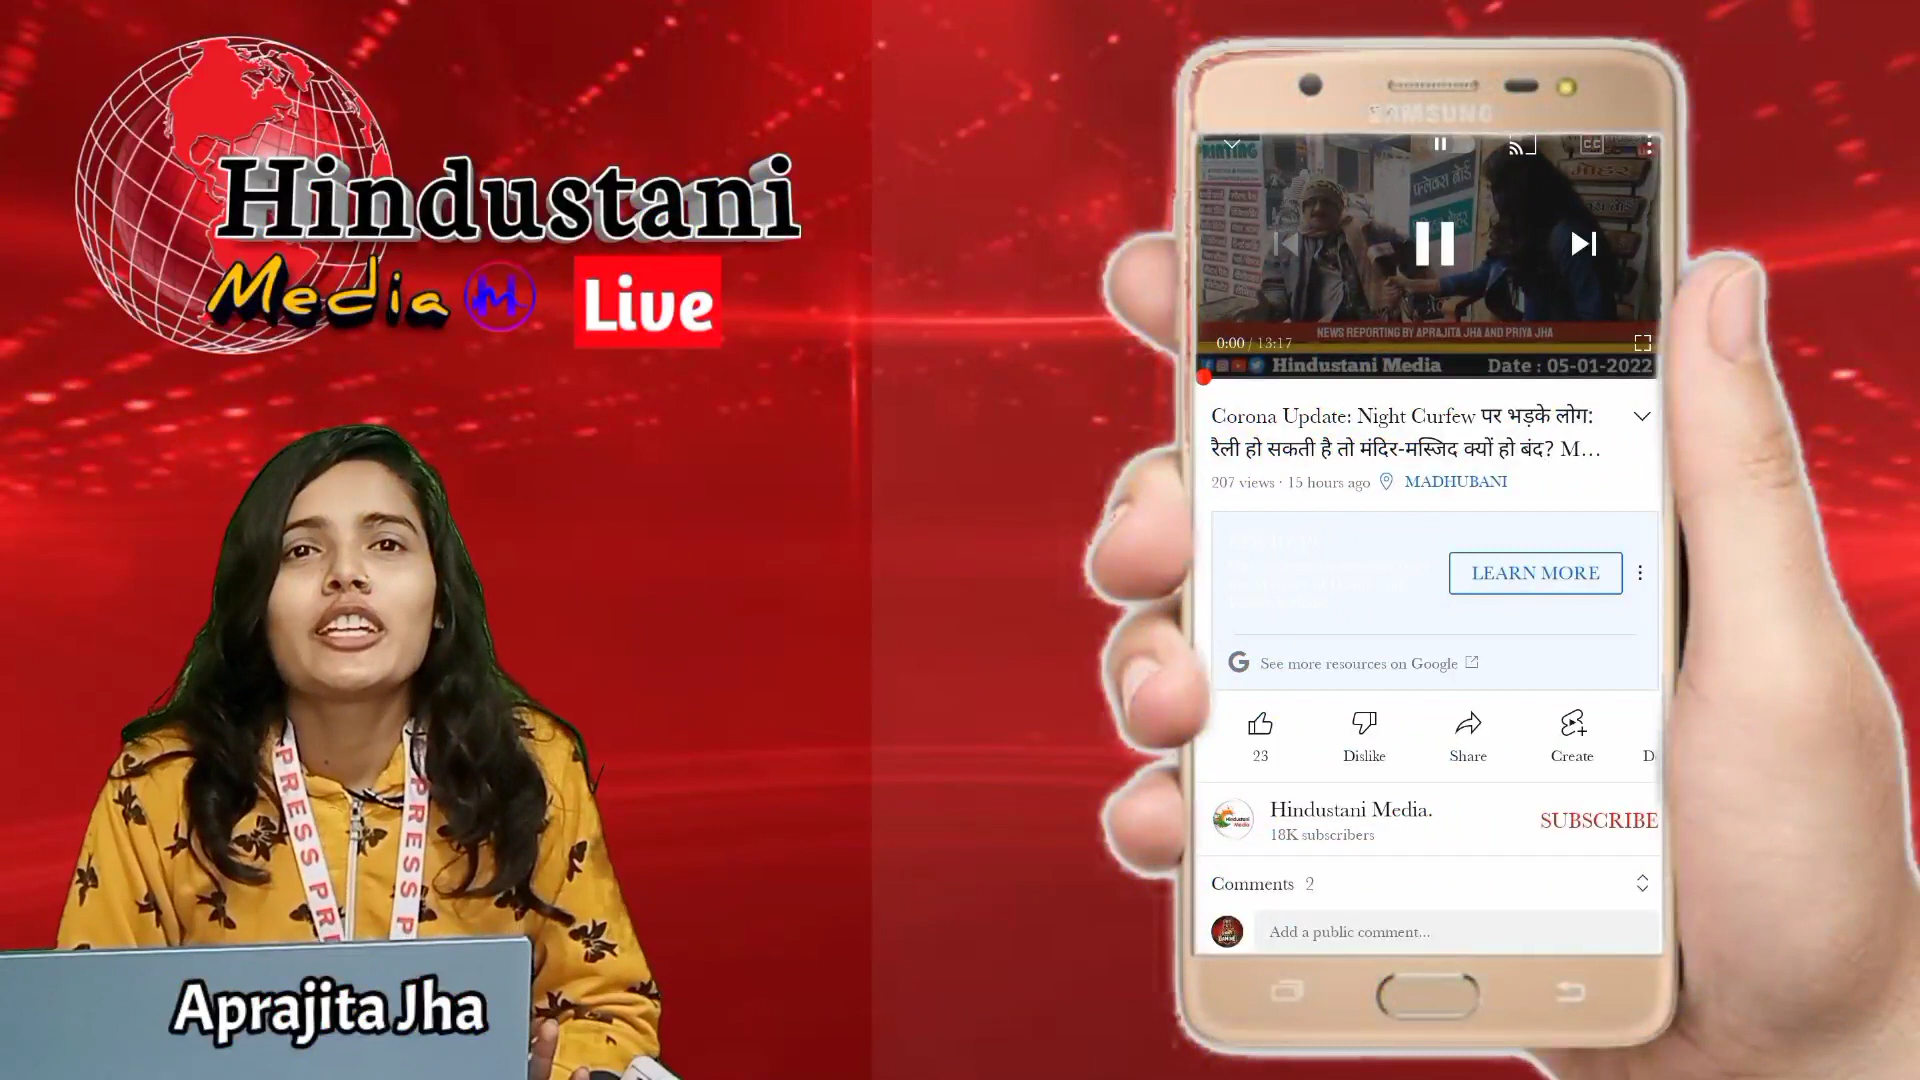 Hindustani
Media
Live
PRESS PR
PRESS P
Aprajita Jha
SAMSUNG
फ्लेक्स बोर्ड
मोहर
NEWS REPORTING BY APRAJITA JHA AND PRIYA JHA
0:00 / 13:17
Hindustani Media Date : 05-01-2022
Corona Update: Night Curfew पर भड़के लोग:
रैली हो सकती है तो मंदिर-मस्जिद क्यों हो बंद? M...
207 views · 15 hours ago MADHUBANI
LEARN MORE
See more resources on Google
23 Dislike Share Create D
Hindustani Media.
18K subscribers
SUBSCRIBE
Comments 2
Add a public comment...